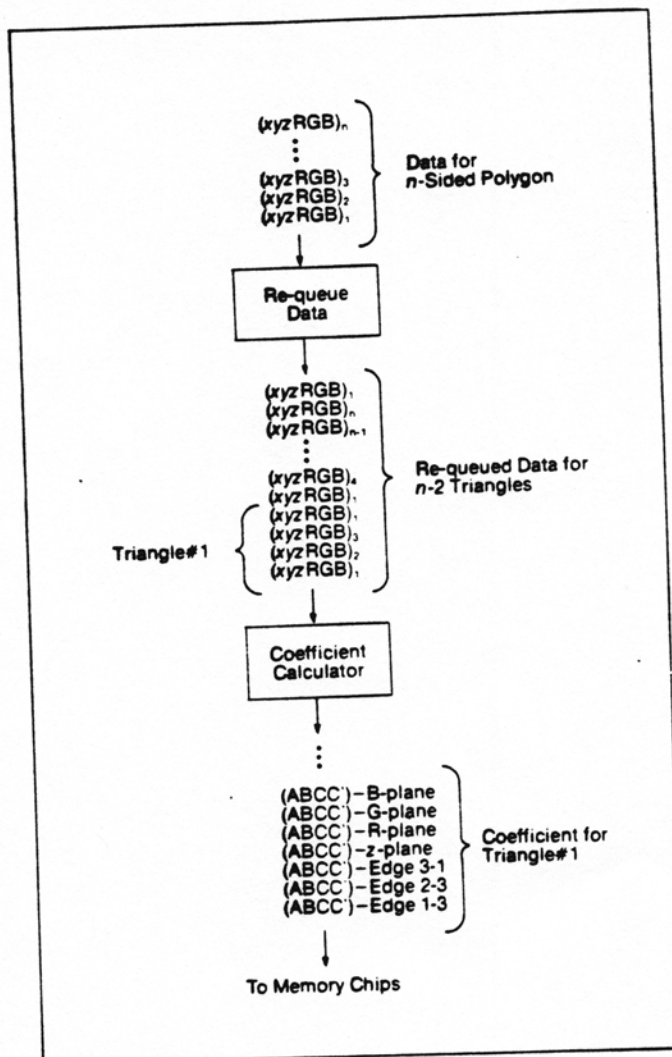 (xyzRGB)ₙ
(xyzRGB)₃
(xyzRGB)₂
(xyzRGB)₁
Data for
n-Sided Polygon
Re-queue
Data
(xyzRGB)₁
(xyzRGB)ₙ
(xyzRGB)ₙ₋₁
(xyzRGB)₄
(xyzRGB)₁
(xyzRGB)₁
(xyzRGB)₃
(xyzRGB)₂
(xyzRGB)₁
Re-queued Data for
n-2 Triangles
Triangle#1
Coefficient
Calculator
(ABCC')–B-plane
(ABCC')–G-plane
(ABCC')–R-plane
(ABCC')–z-plane
(ABCC')–Edge 3-1
(ABCC')–Edge 2-3
(ABCC')–Edge 1-3
Coefficient for
Triangle#1
To Memory Chips